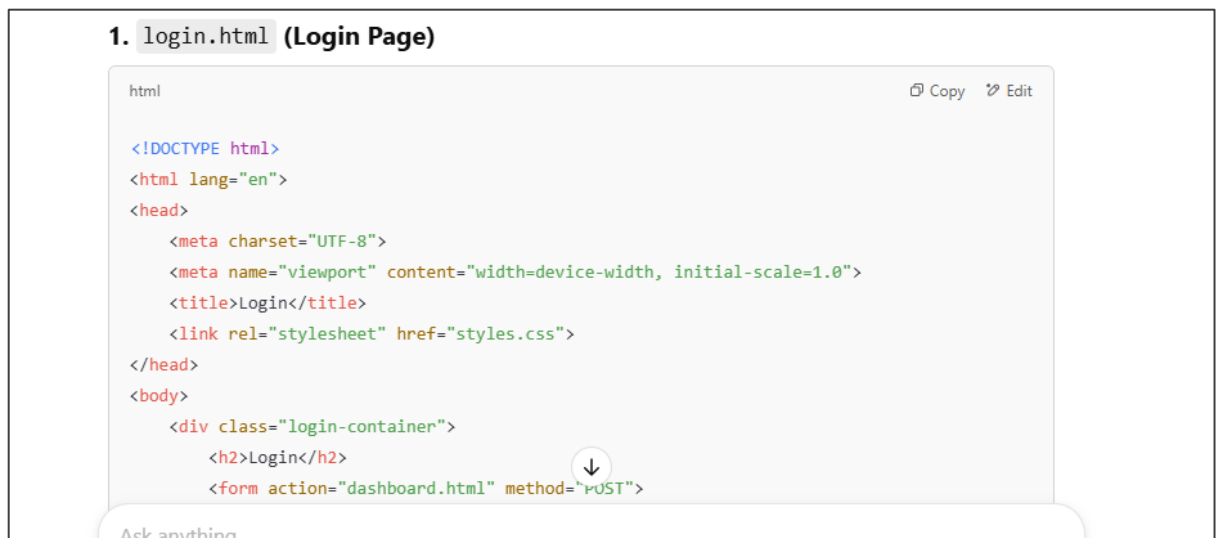 1. login.html (Login Page)
html Copy Edit
<!DOCTYPE html>
<html lang="en">
<head>
    <meta charset="UTF-8">
    <meta name="viewport" content="width=device-width, initial-scale=1.0">
    <title>Login</title>
    <link rel="stylesheet" href="styles.css">
</head>
<body>
    <div class="login-container">
        <h2>Login</h2>
        <form action="dashboard.html" method="POST">
Ask anything